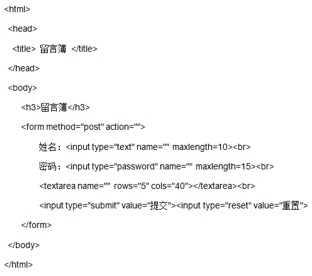 <html>
<head>
<title> 留言簿 </title>
</head>
<body>
<h3>留言簿</h3>
<form method="post" action="">
姓名：<input type="text" name="" maxlength=10><br>
密码：<input type="password" name="" maxlength=15><br>
<textarea name="" rows="5" cols="40"></textarea><br>
<input type="submit" value="提交"><input type="reset" value="重置">
</form>
</body>
</html>